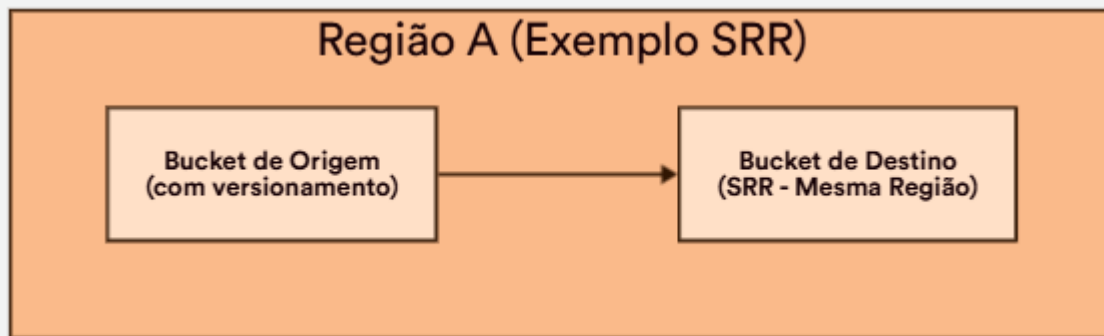 Região A (Exemplo SRR)
Bucket de Origem
(com versionamento)
Bucket de Destino
(SRR - Mesma Região)